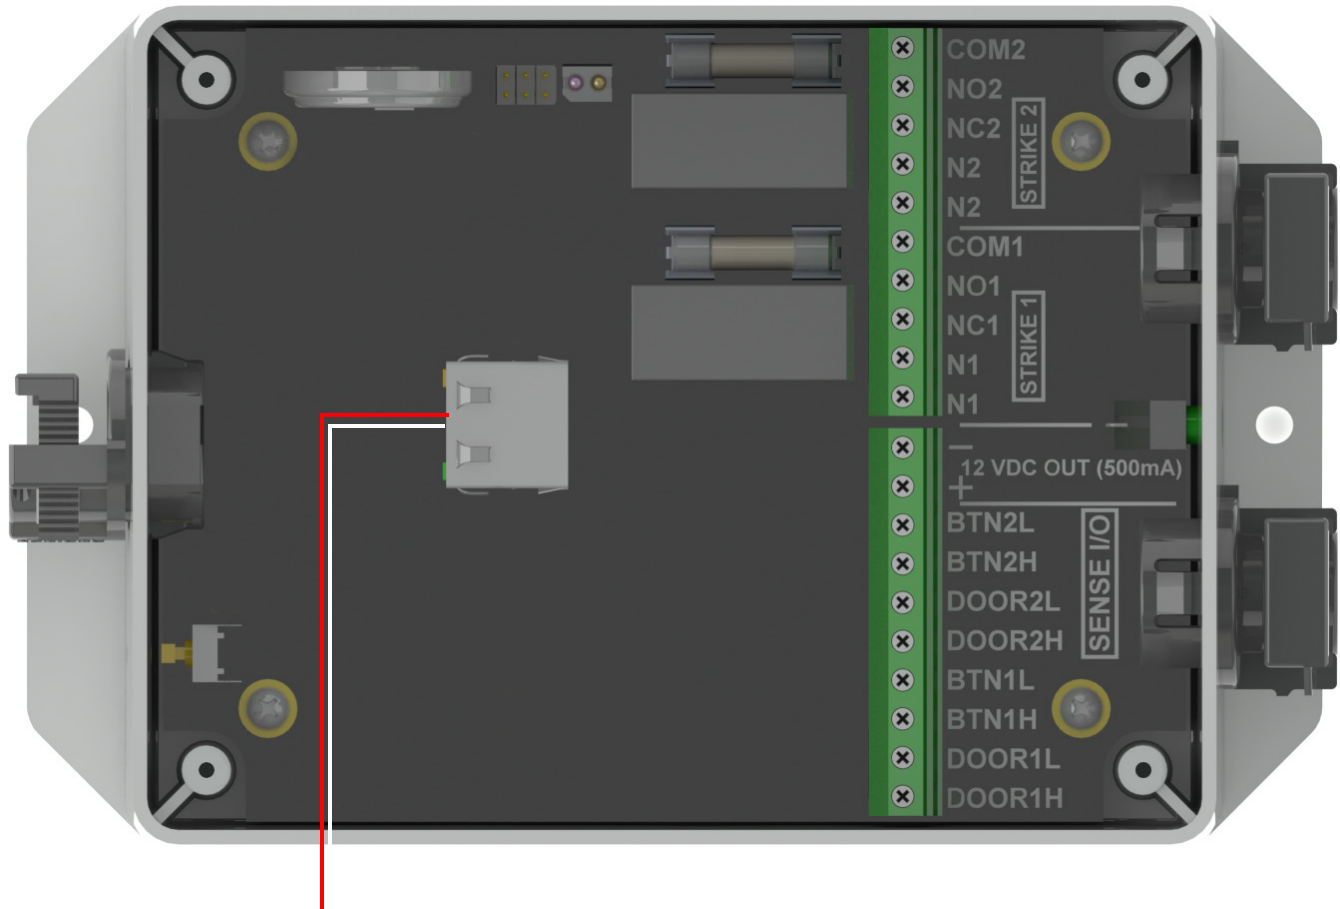 COM2
NO2
NC2
N2
N2
STRIKE 2
COM1
NO1
NC1
N1
N1
STRIKE 1
−
12 VDC OUT (500mA)
+
BTN2L
BTN2H
DOOR2L
DOOR2H
BTN1L
BTN1H
DOOR1L
DOOR1H
SENSE I/O